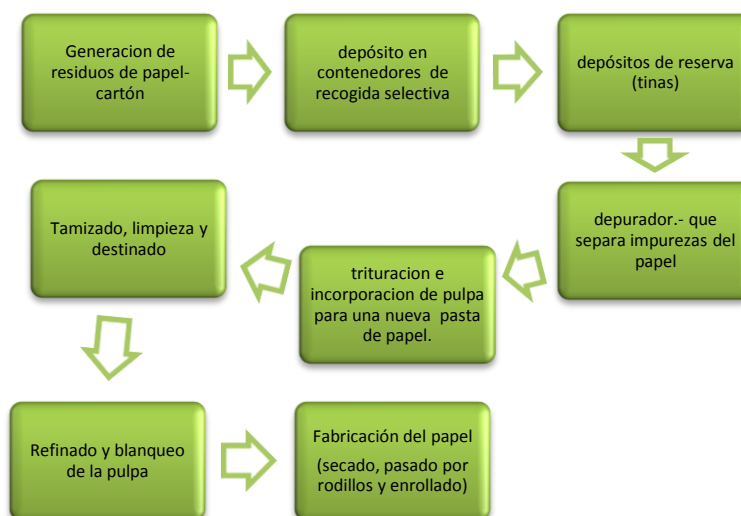 Generacion de
residuos de papel-
cartón
depósito en
contenedores de
recogida selectiva
depósitos de reserva
(tinas)
depurador.- que
separa impurezas del
papel
trituracion e
incorporacion de pulpa
para una nueva pasta
de papel.
Tamizado, limpieza y
destinado
Refinado y blanqueo
de la pulpa
Fabricación del papel
(secado, pasado por
rodillos y enrollado)